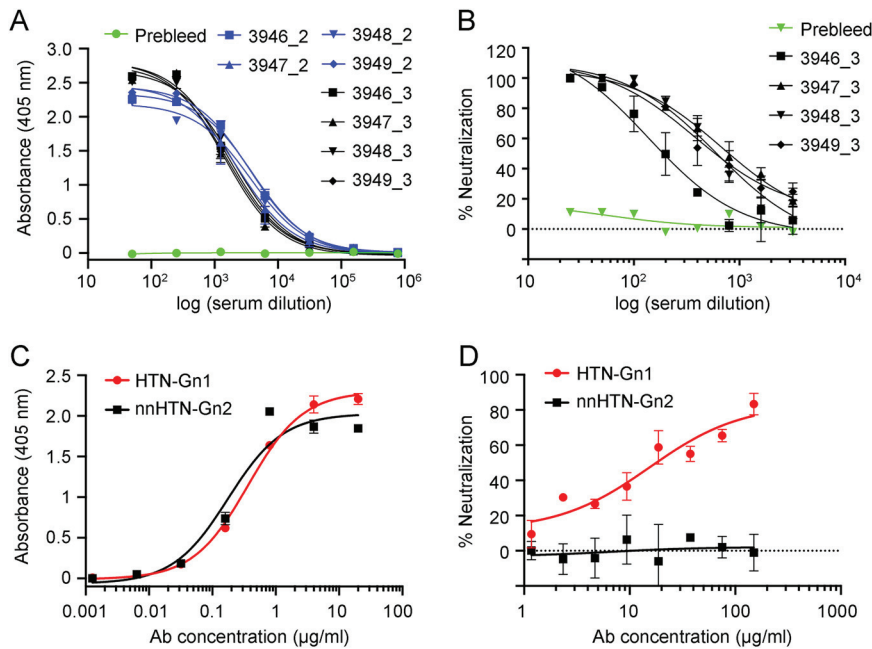 A
Prebleed
3946_2
3948_2
3947_2
3949_2
3946_3
3947_3
3948_3
3949_3
Absorbance (405 nm)
3.0
2.5
2.0
1.5
1.0
0.5
0
10 10² 10³ 10⁴ 10⁵ 10⁶
log (serum dilution)
B
Prebleed
3946_3
3947_3
3948_3
3949_3
% Neutralization
120
100
80
60
40
20
0
10 10² 10³ 10⁴
log (serum dilution)
C
HTN-Gn1
nnHTN-Gn2
Absorbance (405 nm)
2.5
2.0
1.5
1
0.5
0
0.001 0.01 0.1 1 10 100
Ab concentration (µg/ml)
D
HTN-Gn1
nnHTN-Gn2
% Neutralization
100
80
60
40
20
0
-20
1 10 100 1000
Ab concentration (µg/ml)